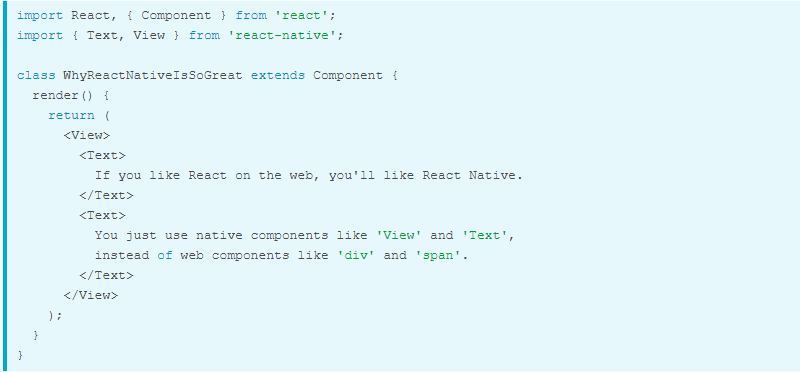 import React, { Component } from 'react';
import { Text, View } from 'react-native';

class WhyReactNativeIsSoGreat extends Component {
  render() {
    return (
      <View>
        <Text>
          If you like React on the web, you'll like React Native.
        </Text>
        <Text>
          You just use native components like 'View' and 'Text',
          instead of web components like 'div' and 'span'.
        </Text>
      </View>
    );
  }
}